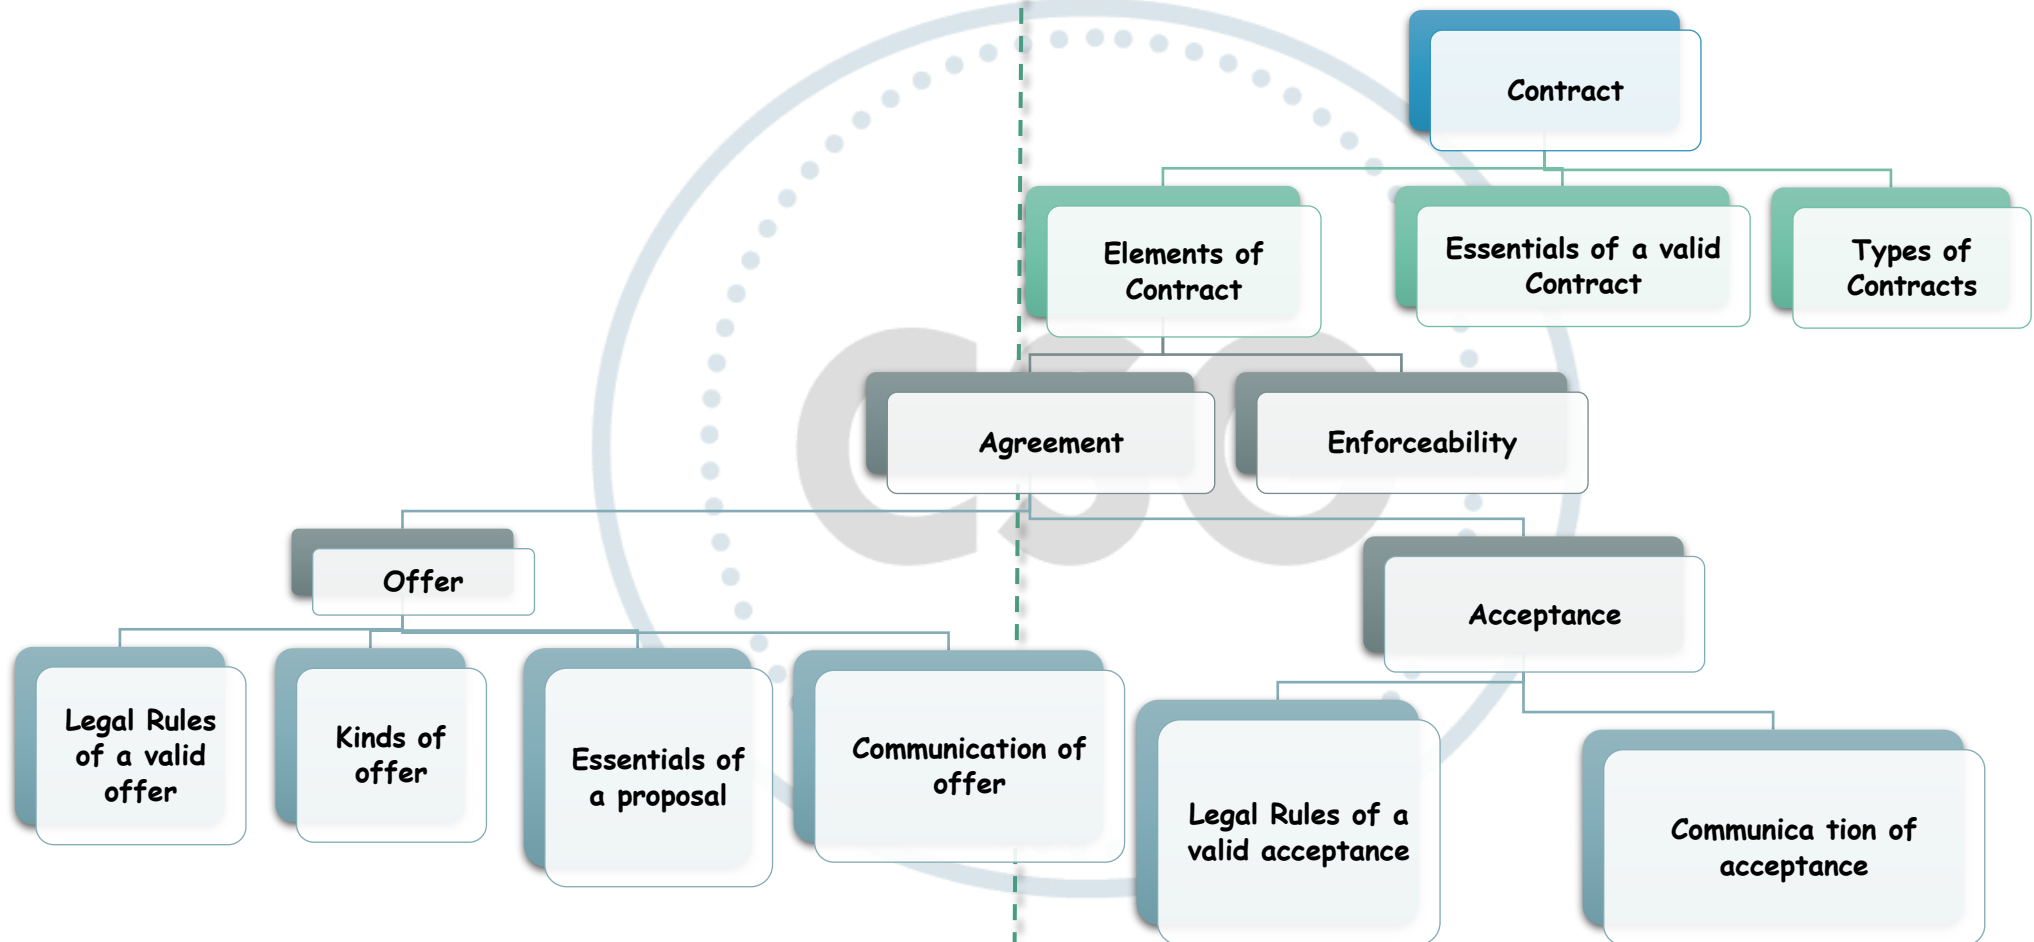 Contract
Elements of
Contract
Essentials of a valid
Contract
Types of
Contracts
Agreement
Enforceability
Offer
Acceptance
Legal Rules
of a valid
offer
Kinds of
offer
Essentials of
a proposal
Communication of
offer
Legal Rules of a
valid acceptance
Communica tion of
acceptance
CSC